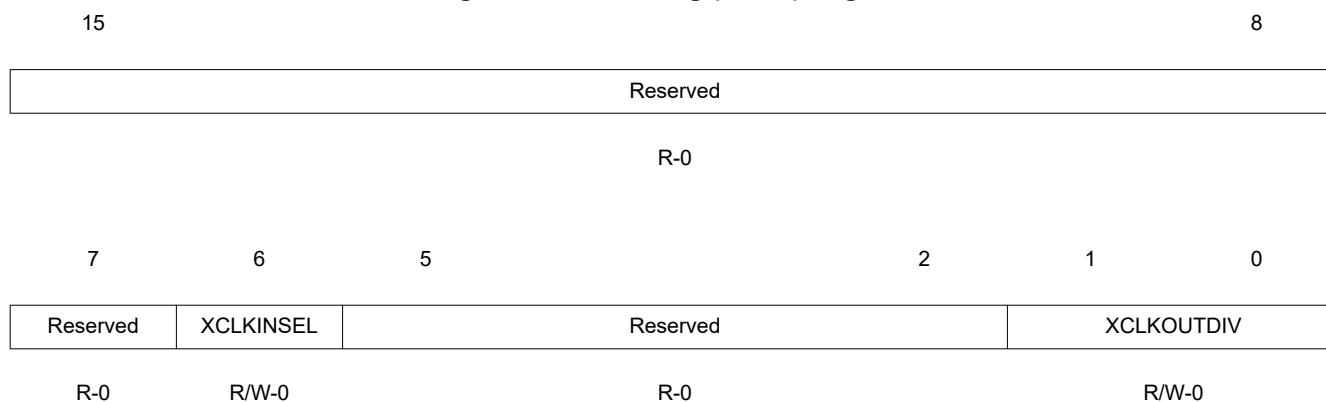 15 8
Reserved
R-0
7 6 5 2 1 0
Reserved XCLKINSEL Reserved XCLKOUTDIV
R-0 R/W-0 R-0 R/W-0